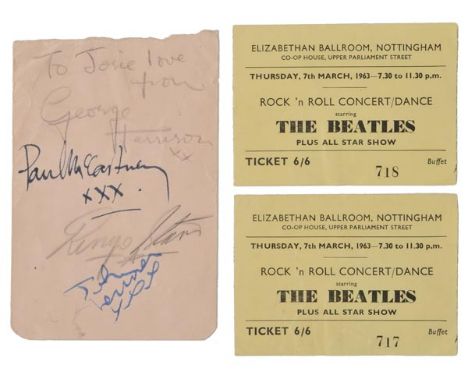 To Josie love
from
George
Harrison
xx
Paul McCartney
XXX
Ringo Starr
ELIZABETHAN BALLROOM, NOTTINGHAM
CO-OP HOUSE, UPPER PARLIAMENT STREET
THURSDAY, 7th MARCH, 1963—7.30 to 11.30 p.m.
ROCK 'n ROLL CONCERT/DANCE
starring
THE BEATLES
PLUS ALL STAR SHOW
TICKET 6/6 Buffet
718
ELIZABETHAN BALLROOM, NOTTINGHAM
CO-OP HOUSE, UPPER PARLIAMENT STREET
THURSDAY, 7th MARCH, 1963—7.30 to 11.30 p.m.
ROCK 'n ROLL CONCERT/DANCE
starring
THE BEATLES
PLUS ALL STAR SHOW
TICKET 6/6 Buffet
717